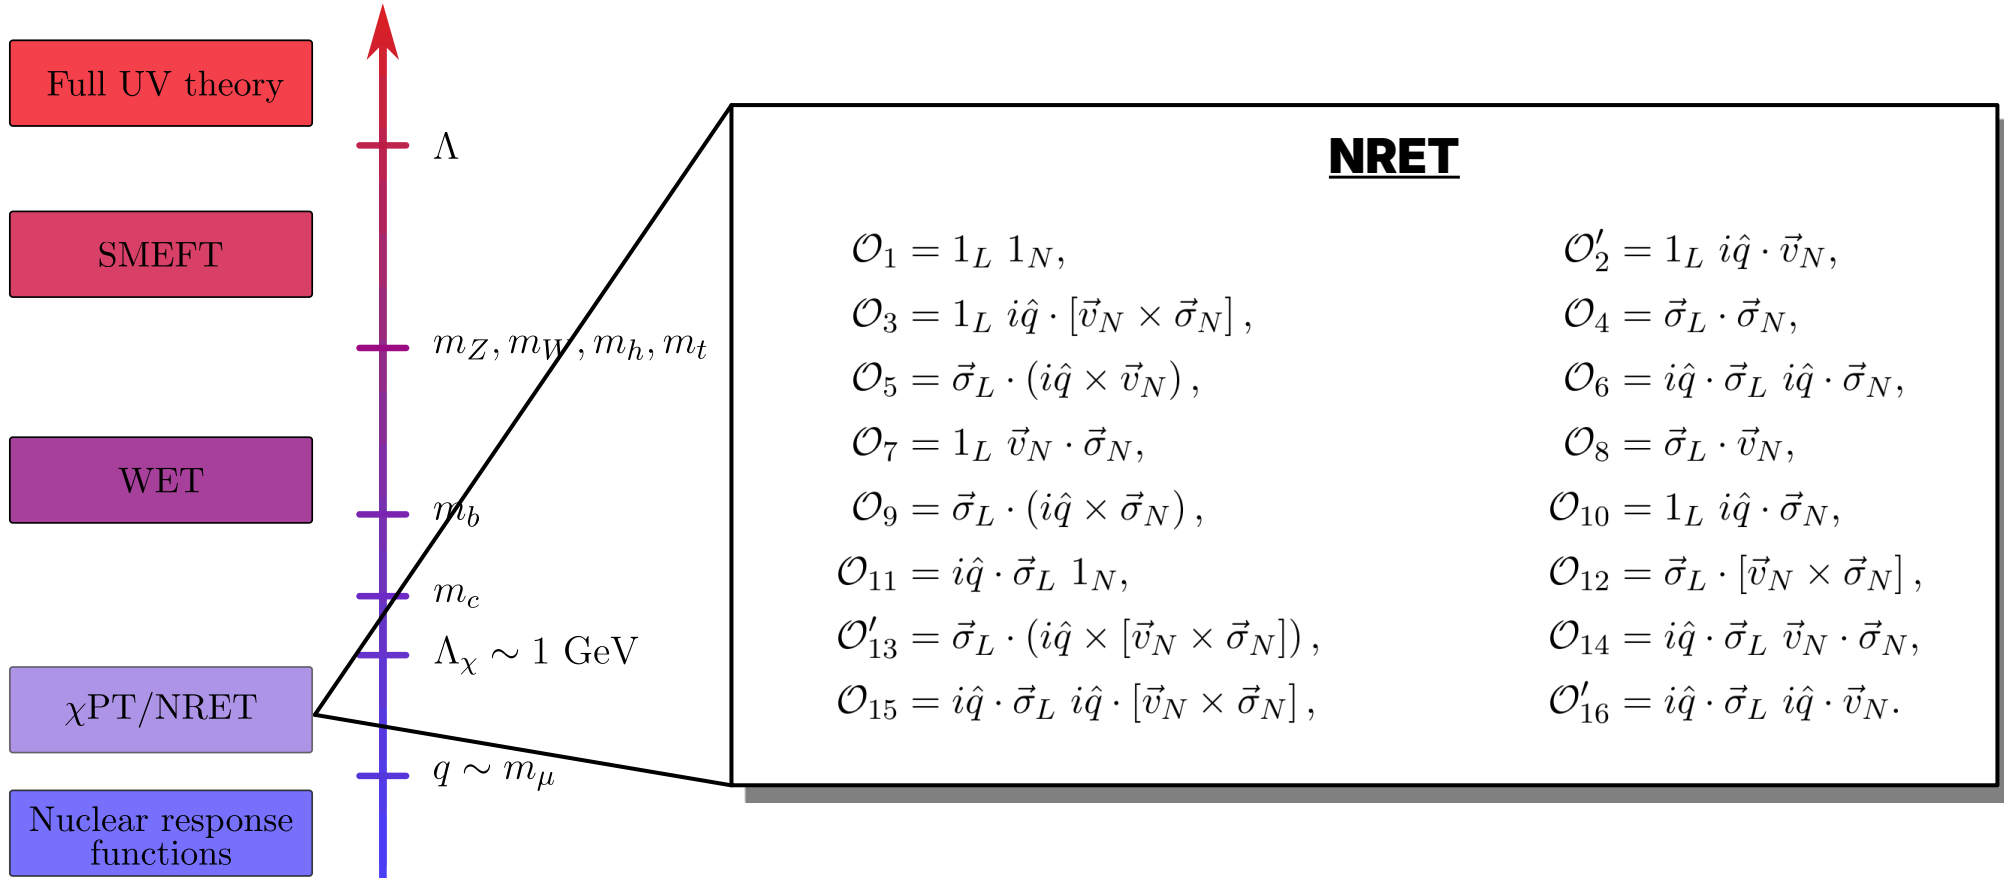 Full UV theory
Λ
SMEFT
m_Z, m_W, m_h, m_t
WET
m_b
m_c
Λ_χ ∼ 1 GeV
χPT/NRET
q ∼ m_μ
Nuclear response
functions
NRET
𝒪_1 = 1_L 1_N,
𝒪′_2 = 1_L iq̂ · v⃗_N,
𝒪_3 = 1_L iq̂ · [v⃗_N × σ⃗_N],
𝒪_4 = σ⃗_L · σ⃗_N,
𝒪_5 = σ⃗_L · (iq̂ × v⃗_N),
𝒪_6 = iq̂ · σ⃗_L iq̂ · σ⃗_N,
𝒪_7 = 1_L v⃗_N · σ⃗_N,
𝒪_8 = σ⃗_L · v⃗_N,
𝒪_9 = σ⃗_L · (iq̂ × σ⃗_N),
𝒪_10 = 1_L iq̂ · σ⃗_N,
𝒪_11 = iq̂ · σ⃗_L 1_N,
𝒪_12 = σ⃗_L · [v⃗_N × σ⃗_N],
𝒪′_13 = σ⃗_L · (iq̂ × [v⃗_N × σ⃗_N]),
𝒪_14 = iq̂ · σ⃗_L v⃗_N · σ⃗_N,
𝒪_15 = iq̂ · σ⃗_L iq̂ · [v⃗_N × σ⃗_N],
𝒪′_16 = iq̂ · σ⃗_L iq̂ · v⃗_N.